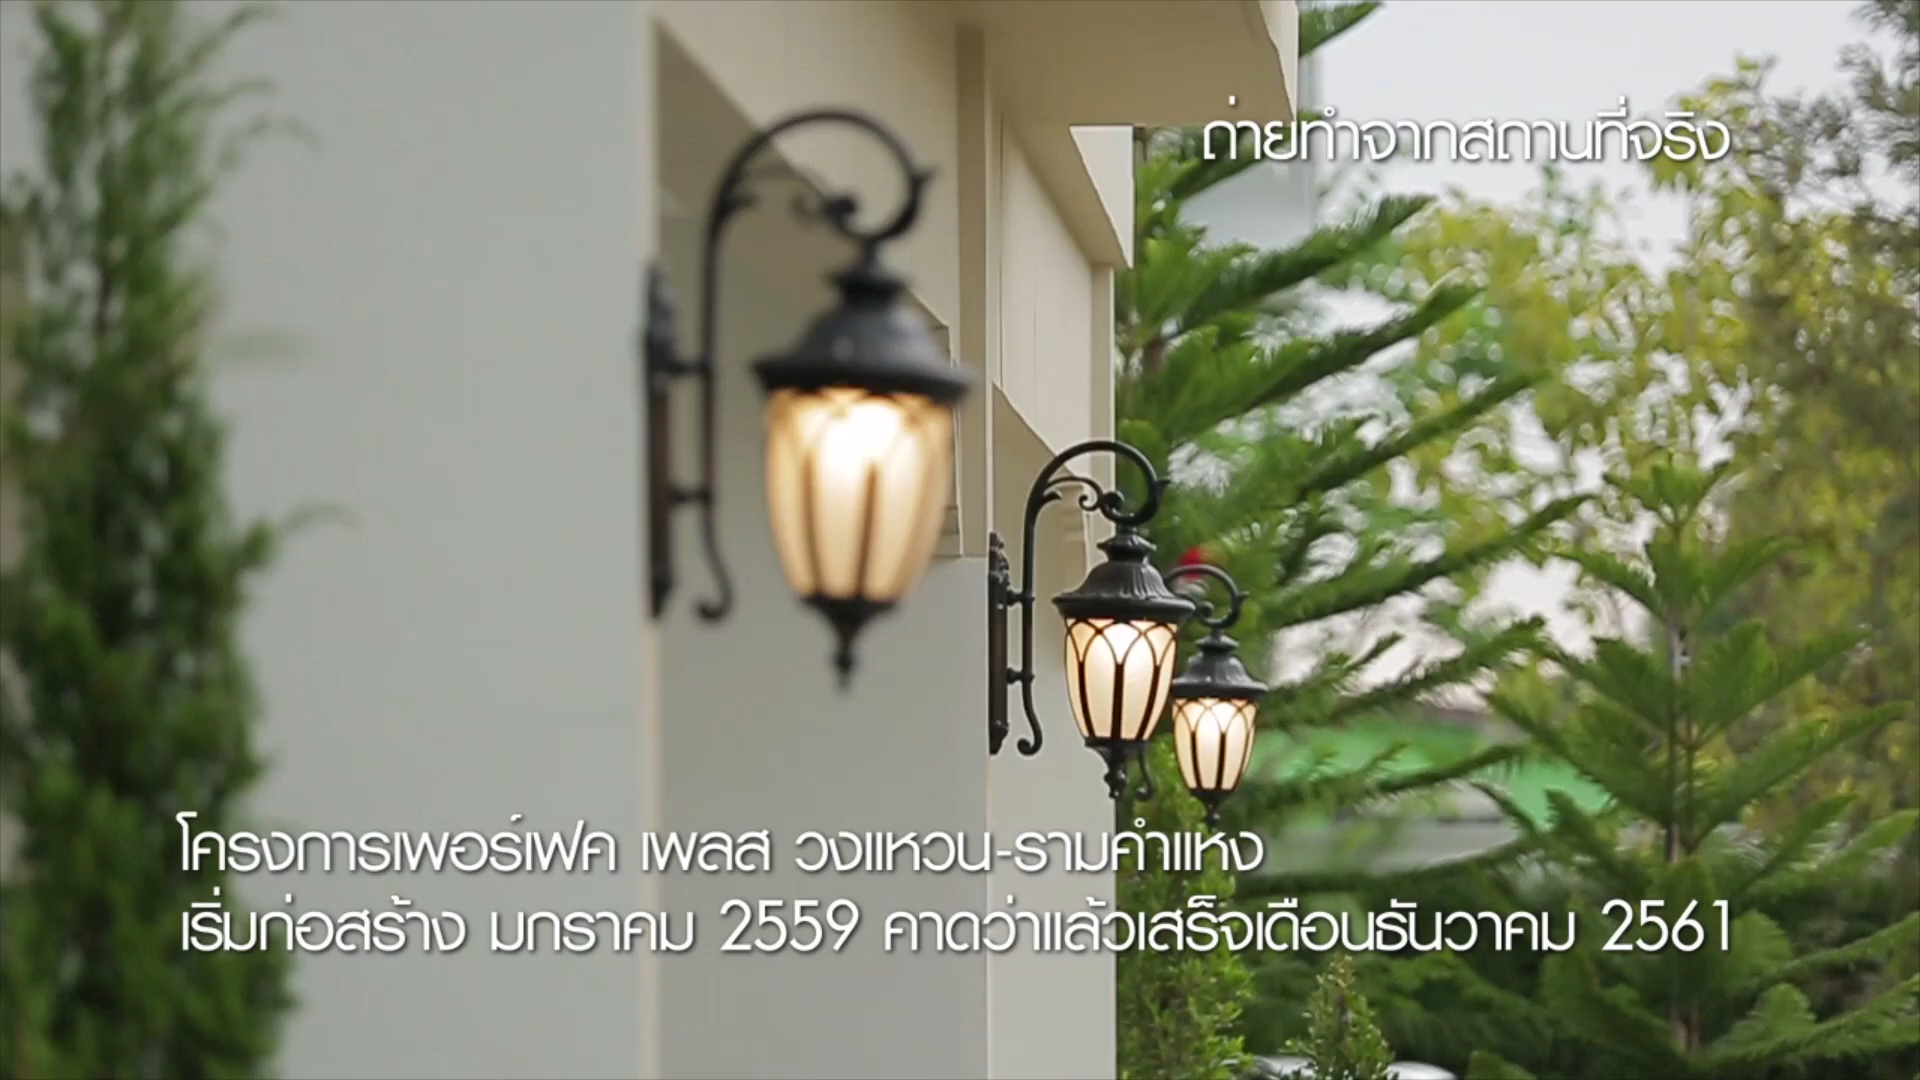 ถ่ายทำจากสถานที่จริง
โครงการเพอร์เฟค เพลส วงแหวน-รามคำแหง
เริ่มก่อสร้าง มกราคม 2559 คาดว่าแล้วเสร็จเดือนธันวาคม 2561